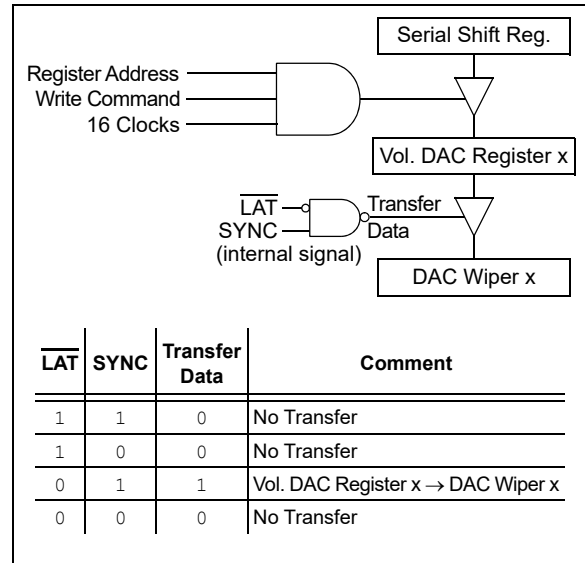 Serial Shift Reg.
Register Address
Write Command
16 Clocks
Vol. DAC Register x
LAT
SYNC
(internal signal)
Transfer
Data
DAC Wiper x
LAT SYNC Transfer Data Comment
1 1 0 No Transfer
1 0 0 No Transfer
0 1 1 Vol. DAC Register x → DAC Wiper x
0 0 0 No Transfer